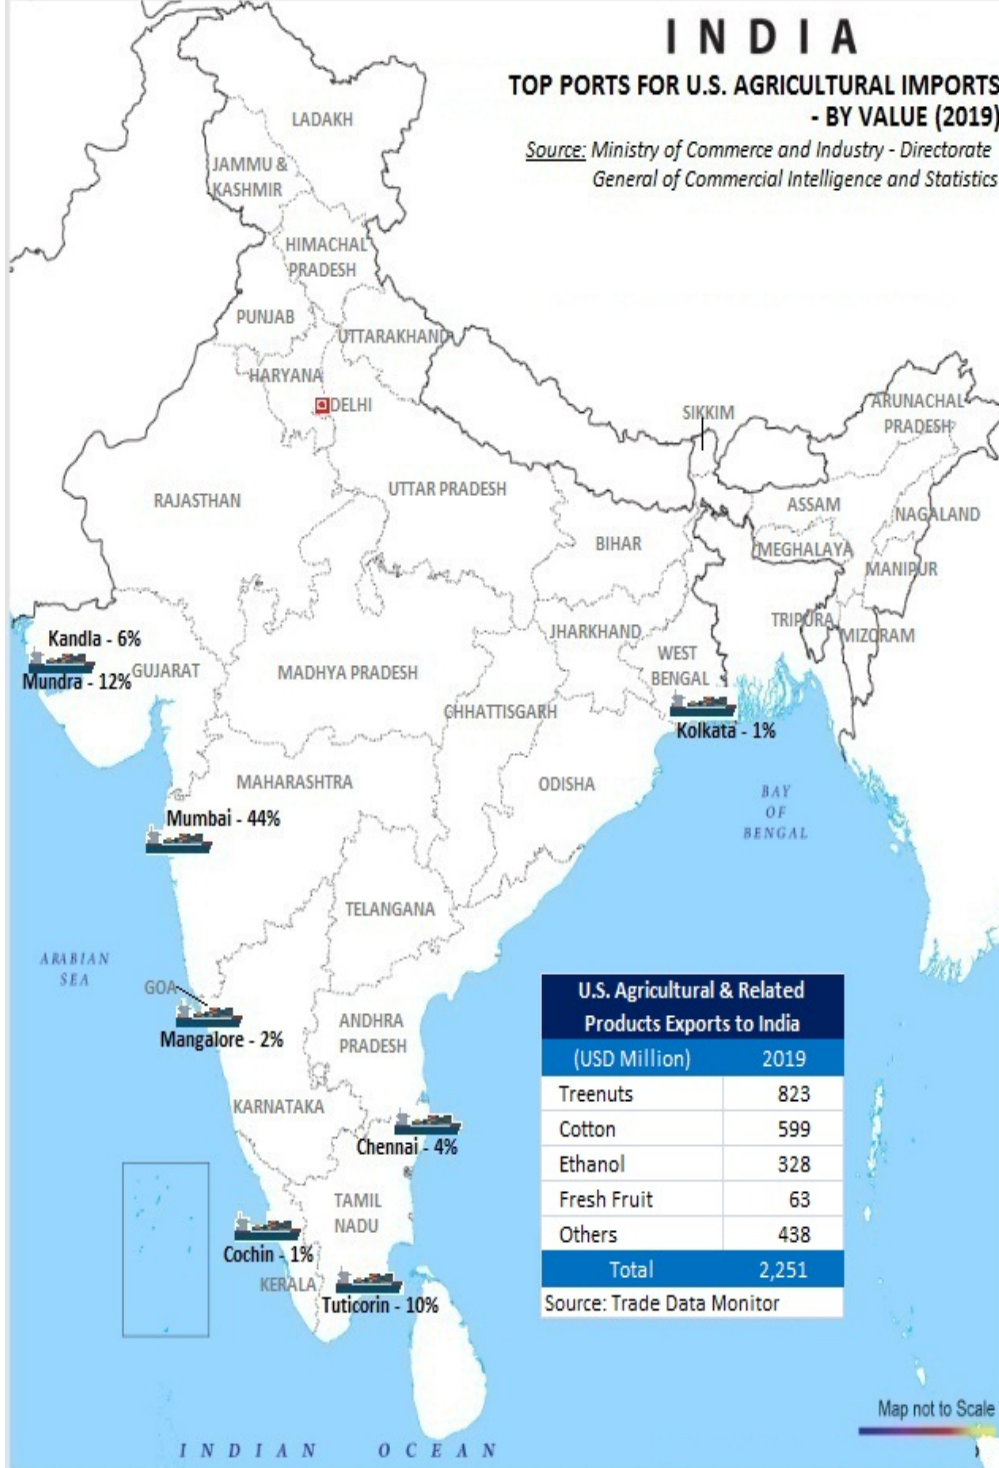 INDIA
TOP PORTS FOR U.S. AGRICULTURAL IMPORTS
- BY VALUE (2019)
Source: Ministry of Commerce and Industry - Directorate
General of Commercial Intelligence and Statistics
LADAKH
JAMMU &
KASHMIR
HIMACHAL
PRADESH
PUNJAB
UTTARAKHAND
HARYANA
DELHI
SIKKIM
ARUNACHAL
PRADESH
RAJASTHAN
UTTAR PRADESH
ASSAM
NAGALAND
BIHAR
MEGHALAYA
MANIPUR
TRIPURA
MIZORAM
JHARKHAND
WEST
BENGAL
Kandla - 6%
Mundra - 12%
GUJARAT
MADHYA PRADESH
CHHATTISGARH
Kolkata - 1%
MAHARASHTRA
ODISHA
BAY
OF
BENGAL
Mumbai - 44%
TELANGANA
ARABIAN
SEA
GOA
Mangalore - 2%
ANDHRA
PRADESH
KARNATAKA
Chennai - 4%
TAMIL
NADU
Cochin - 1%
KERALA
Tuticorin - 10%
U.S. Agricultural & Related
Products Exports to India
(USD Million) 2019
Treenuts 823
Cotton 599
Ethanol 328
Fresh Fruit 63
Others 438
Total 2,251
Source: Trade Data Monitor
Map not to Scale
INDIAN OCEAN